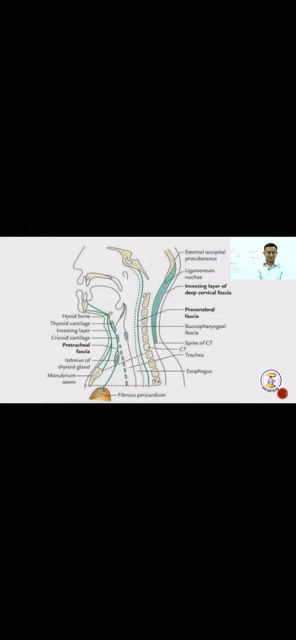 External occipital
protuberance
Ligamentum
nuchae
Investing layer of
deep cervical fascia
Prevertebral
fascia
Buccopharyngeal
fascia
Spine of C7
C7
Trachea
Esophagus
Hyoid bone
Thyroid cartilage
Investing layer
Cricoid cartilage
Pretracheal
fascia
Isthmus of
thyroid gland
Manubrium
sterni
Fibrous pericardium